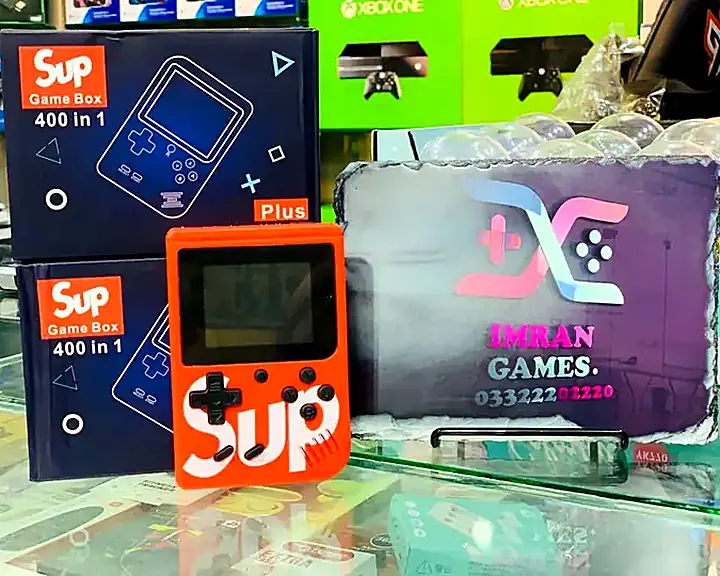 XBOX ONE
XBOX ONE
Sup
Game Box
400 in 1
Plus
Sup
Game Box
400 in 1
Sup
IMRAN
GAMES.
03322202220